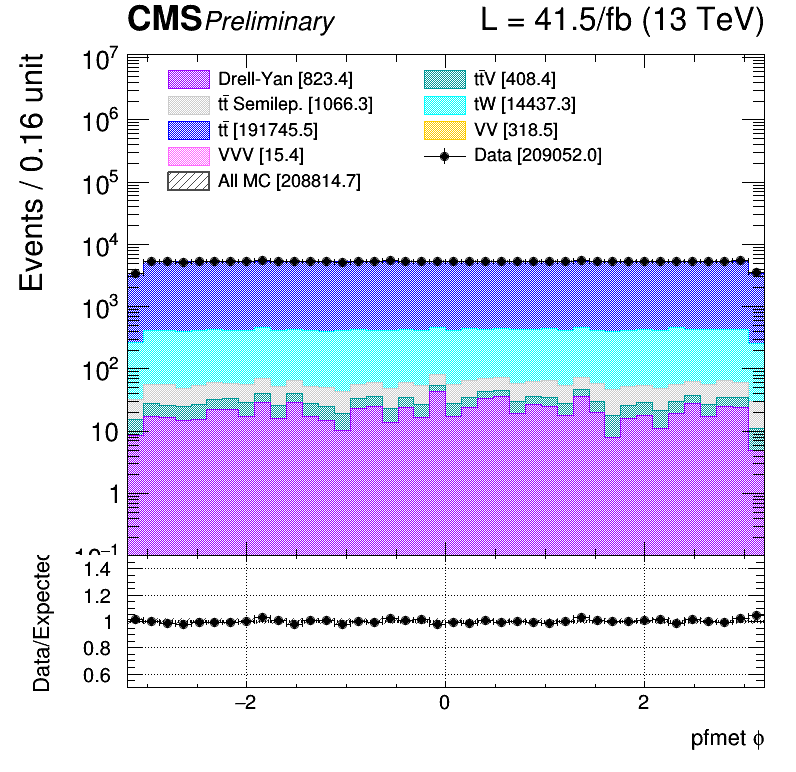 CMS Preliminary L = 41.5/fb (13 TeV)
Events / 0.16 unit
10⁷
10⁶
10⁵
10⁴
10³
10²
10
1
10⁻¹
Drell-Yan [823.4]
tt̄ Semilep. [1066.3]
tt̄ [191745.5]
VVV [15.4]
All MC [208814.7]
tt̄V [408.4]
tW [14437.3]
VV [318.5]
Data [209052.0]
Data/Expected
1.4
1.2
1
0.8
0.6
−2 0 2
pfmet ϕ